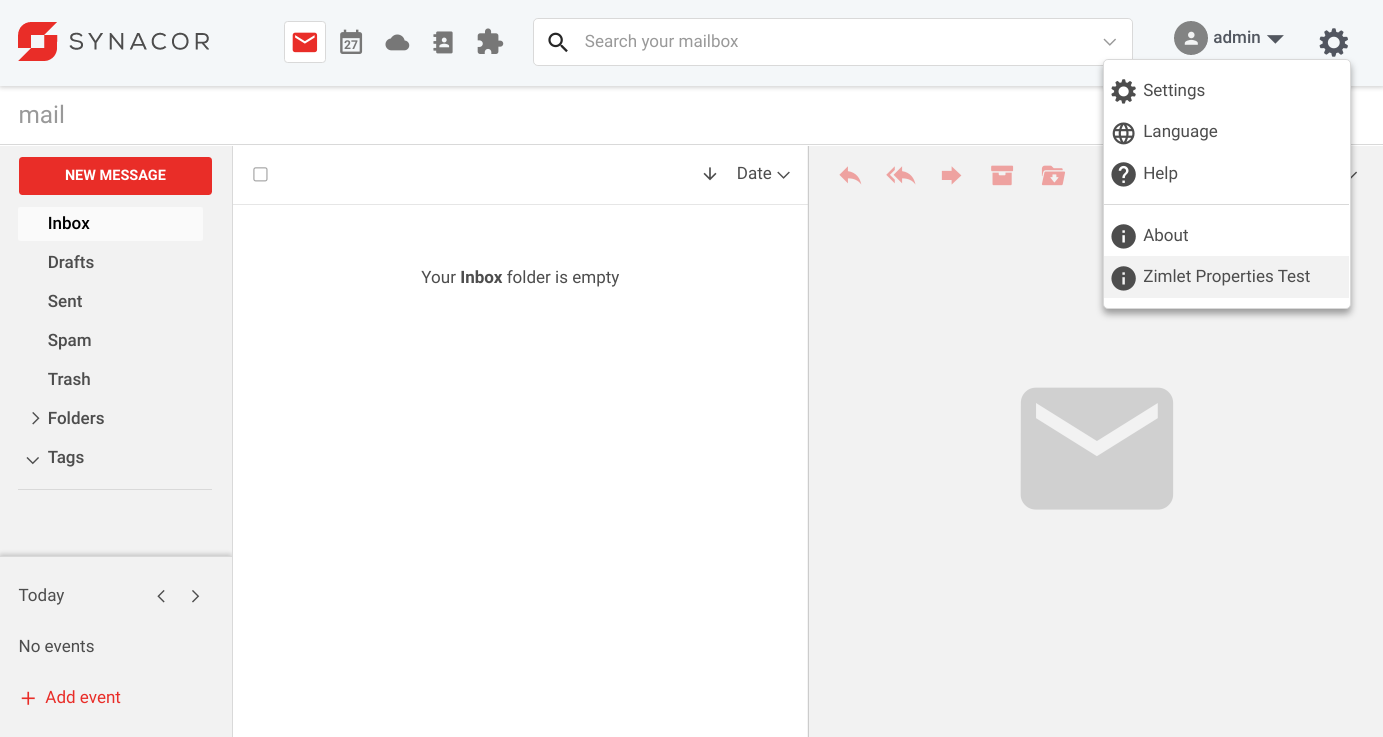 SYNACOR
27
Search your mailbox
admin
Settings
Language
Help
About
Zimlet Properties Test
mail
NEW MESSAGE
Inbox
Drafts
Sent
Spam
Trash
Folders
Tags
Today
No events
Add event
Date
Your Inbox folder is empty